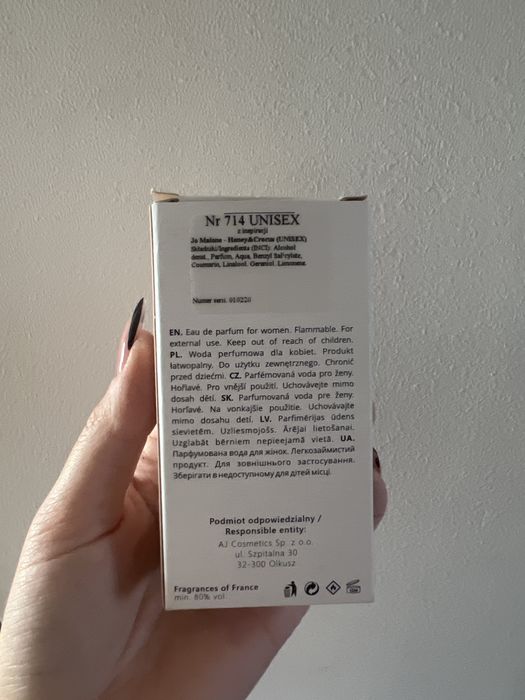 Nr 714 UNISEX
z inspiracji
Jo Malone - Honey&Crocus (UNISEX)
Składniki/Ingredients (INCI): Alcohol
denat., Parfum, Aqua, Benzyl Salicylate,
Coumarin, Linalool, Geraniol, Limonene.
Numer serii: 010220
EN. Eau de parfum for women. Flammable. For
external use. Keep out of reach of children.
PL. Woda perfumowa dla kobiet. Produkt
łatwopalny. Do użytku zewnętrznego. Chronić
przed dziećmi. CZ. Parfémovaná voda pro ženy.
Hořlavé. Pro vnější použití. Uchovávejte mimo
dosah dětí. SK. Parfumovaná voda pre ženy.
Horľavé. Na vonkajšie použitie. Uchovávajte
mimo dosahu detí. LV. Parfimērijas ūdens
sievietēm. Uzliesmojošs. Ārējai lietošanai.
Uzglabāt bērniem nepieejamā vietā. UA.
Парфумована вода для жінок. Легкозаймистий
продукт. Для зовнішнього застосування.
Зберігати в недоступному для дітей місці.
Podmiot odpowiedzialny /
Responsible entity:
AJ Cosmetics Sp. z o.o.
ul. Szpitalna 30
32-300 Olkusz
Fragrances of France
min. 80% vol.